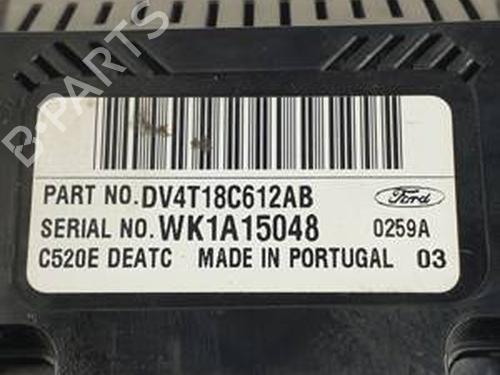 B-PARTS
PART NO.DV4T18C612AB
Ford
SERIAL NO.WK1A15048
0259A
C520E DEATC MADE IN PORTUGAL 03